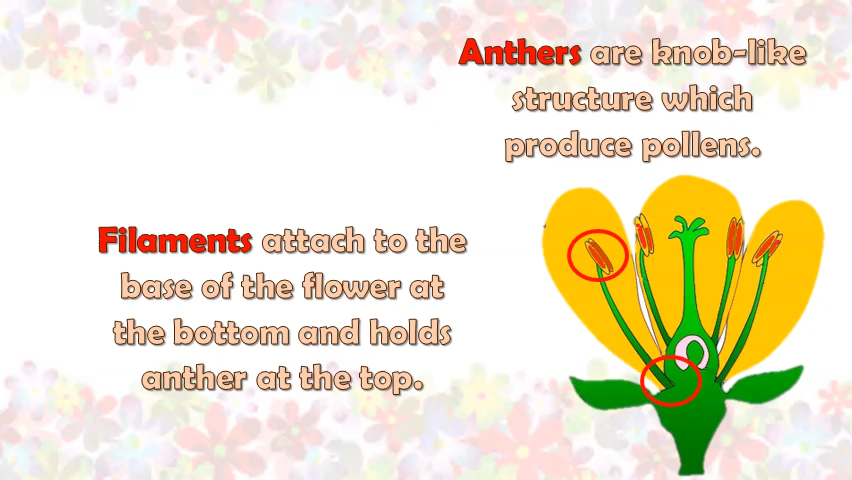 Anthers are knob-like
structure which
produce pollens.
Filaments attach to the
base of the flower at
the bottom and holds
anther at the top.